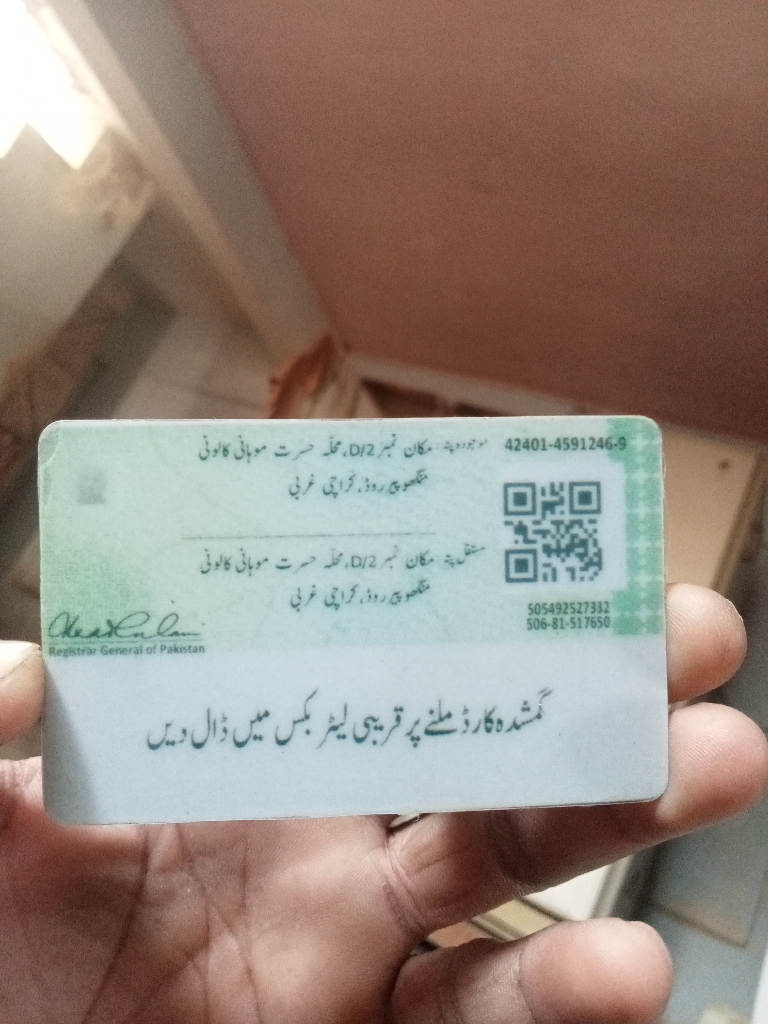 42401-4591246-9
موجودہ پتہ: مکان نمبر D/2، محلّہ حسرت موہانی کالونی
منگھوپیر روڈ، کراچی غربی
مستقل پتہ: مکان نمبر D/2، محلّہ حسرت موہانی کالونی
منگھوپیر روڈ، کراچی غربی
505492527332
506-81-517650
Registrar General of Pakistan
گمشدہ کارڈ ملنے پر قریبی لیٹر بکس میں ڈال دیں